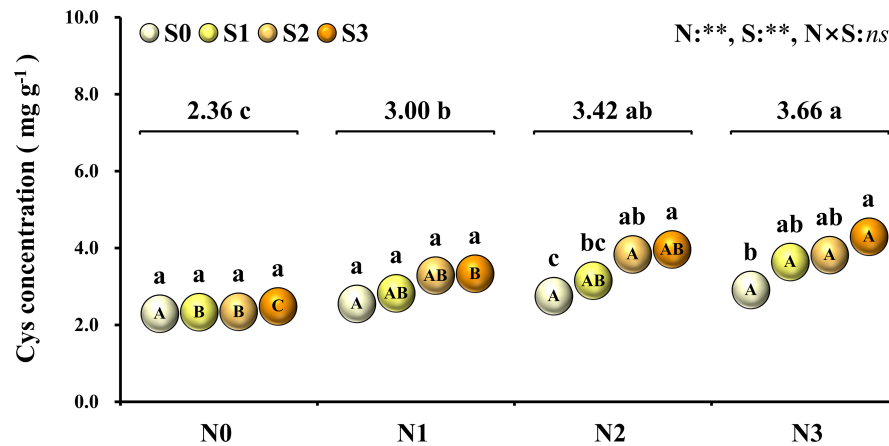 10.0
S0 S1 S2 S3
N:**, S:**, N×S:ns
8.0
2.36 c 3.00 b 3.42 ab 3.66 a
6.0
Cys concentration ( mg g⁻¹ )
4.0
a a a a
a a a a
c bc ab a
b ab ab a
A B B C
A AB AB B
A AB A AB
A A A A
2.0
0.0
N0 N1 N2 N3